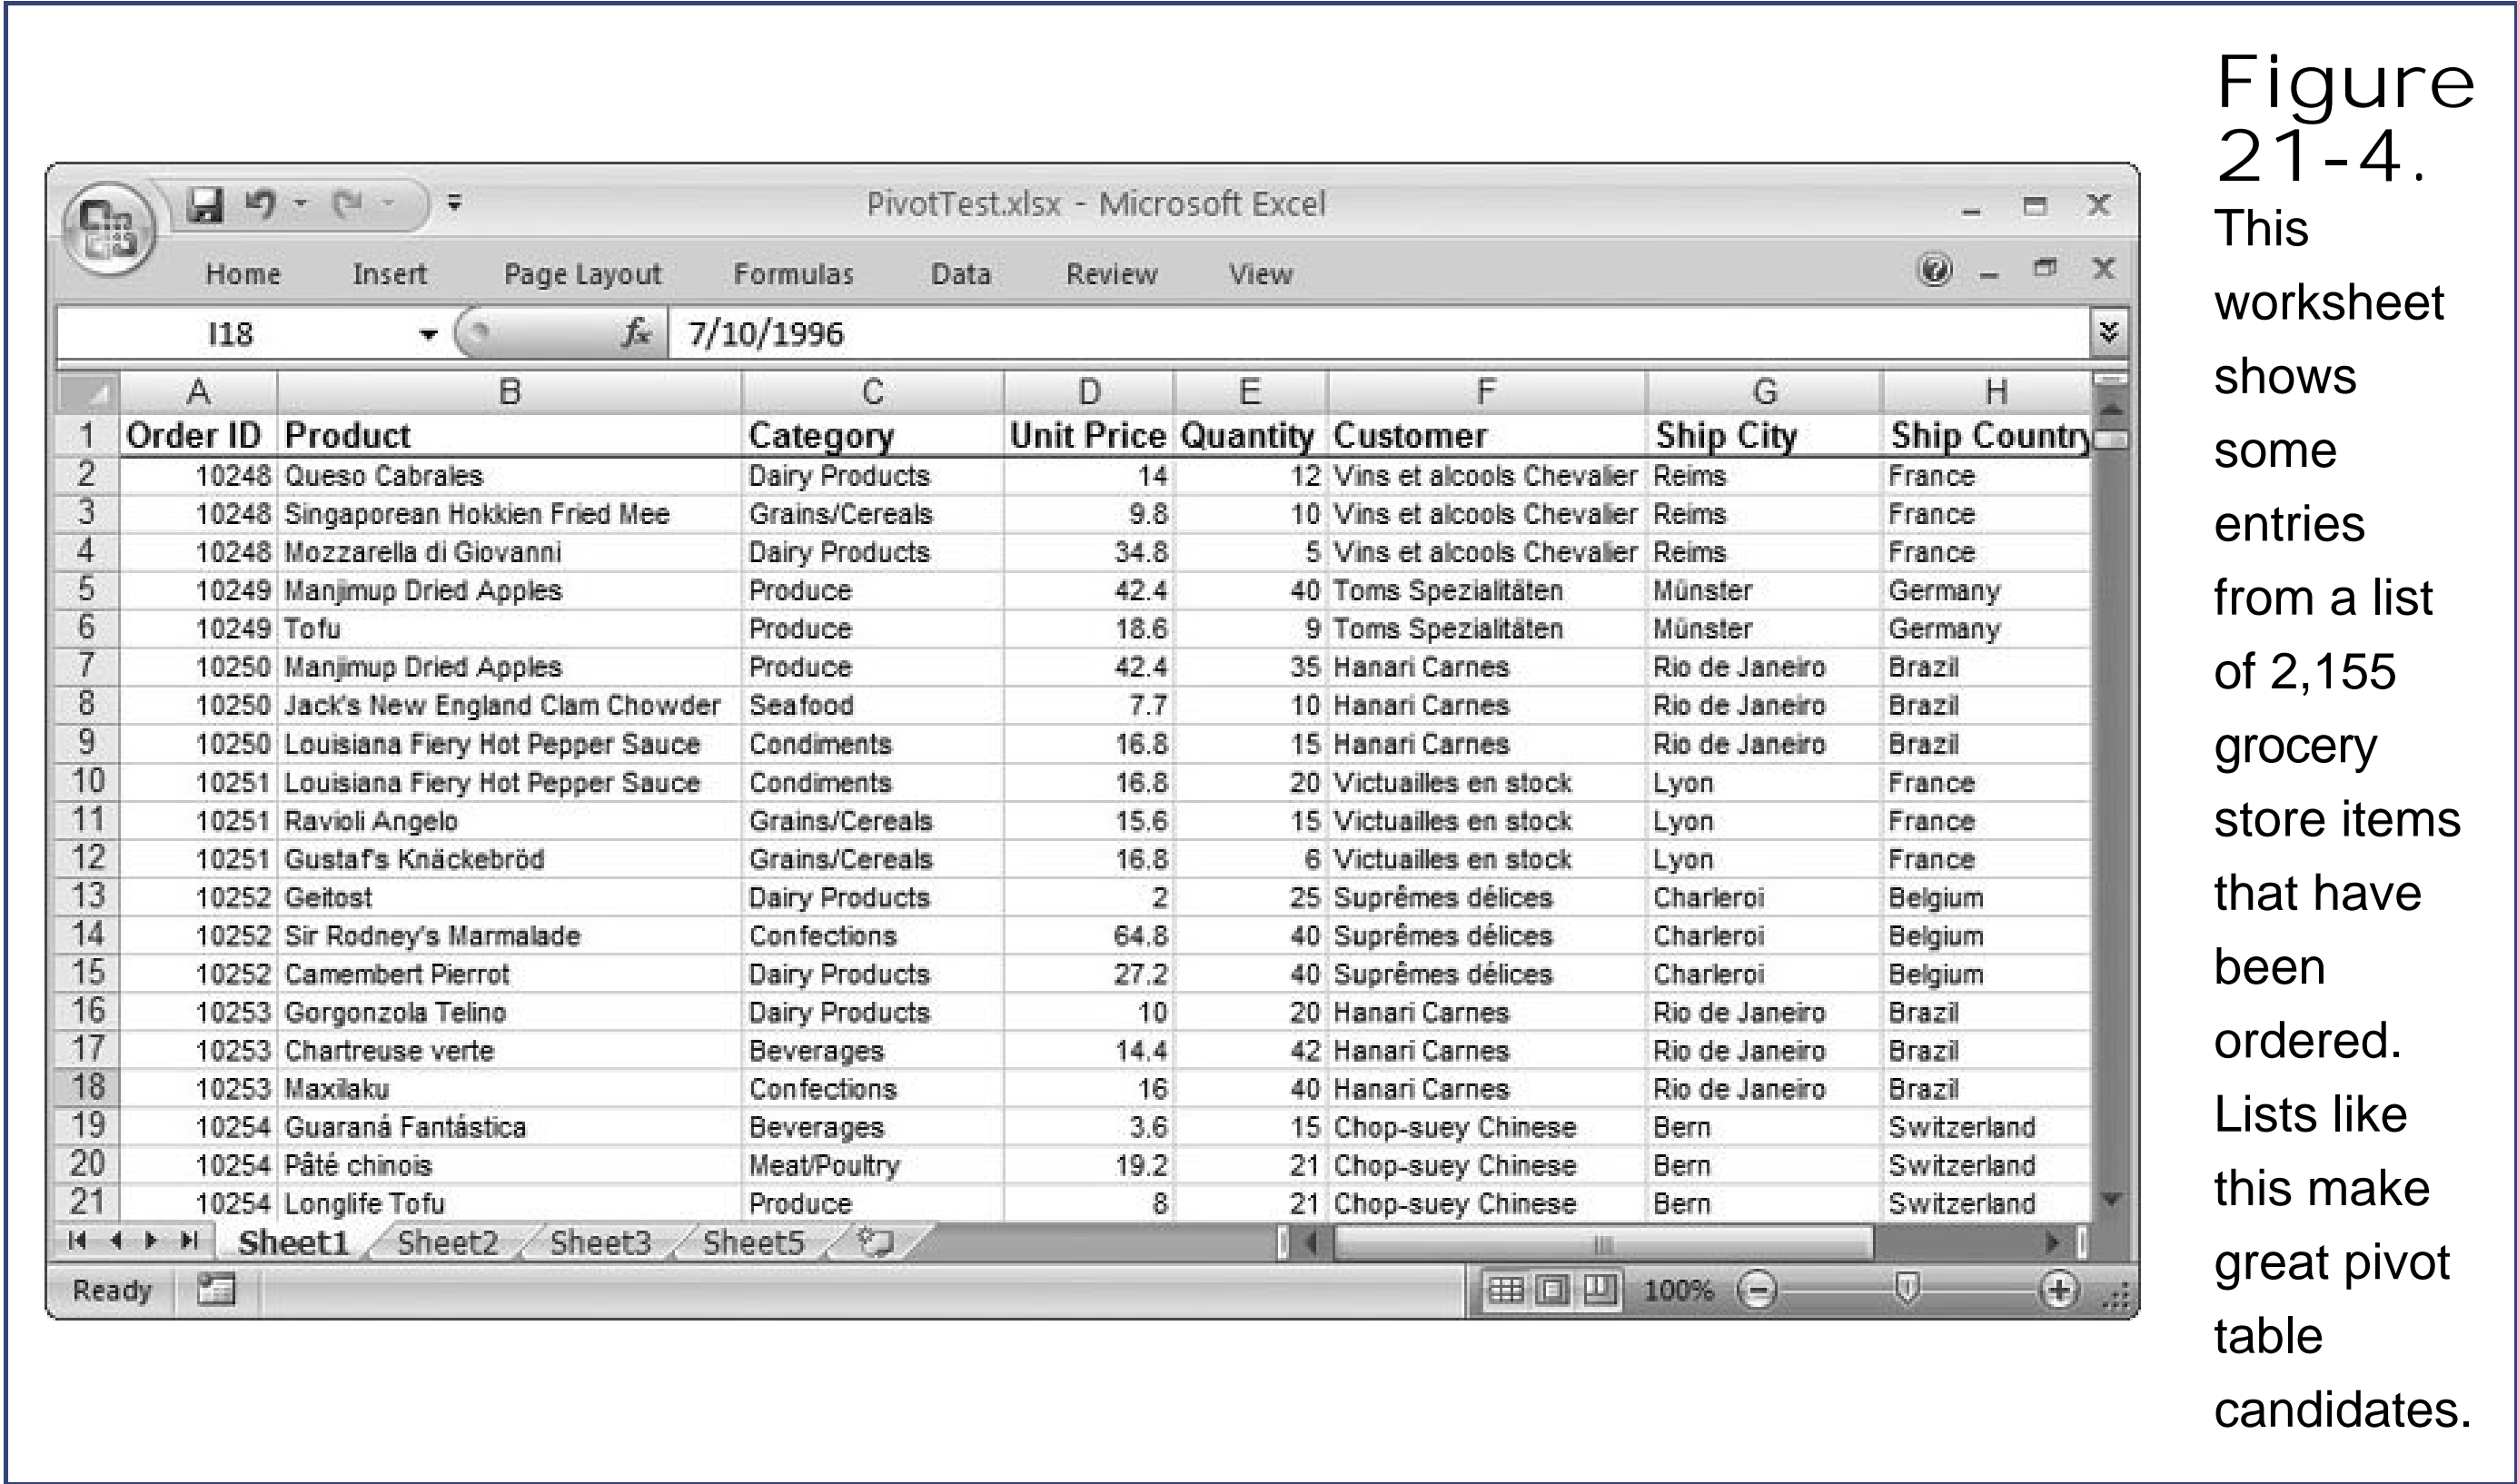 PivotTest.xlsx - Microsoft Excel
Home Insert Page Layout Formulas Data Review View
I18 fx 7/10/1996
A B C D E F G H
1 Order ID Product Category Unit Price Quantity Customer Ship City Ship Country
2 10248 Queso Cabrales Dairy Products 14 12 Vins et alcools Chevalier Reims France
3 10248 Singaporean Hokkien Fried Mee Grains/Cereals 9.8 10 Vins et alcools Chevalier Reims France
4 10248 Mozzarella di Giovanni Dairy Products 34.8 5 Vins et alcools Chevalier Reims France
5 10249 Manjimup Dried Apples Produce 42.4 40 Toms Spezialitäten Münster Germany
6 10249 Tofu Produce 18.6 9 Toms Spezialitäten Münster Germany
7 10250 Manjimup Dried Apples Produce 42.4 35 Hanari Carnes Rio de Janeiro Brazil
8 10250 Jack's New England Clam Chowder Seafood 7.7 10 Hanari Carnes Rio de Janeiro Brazil
9 10250 Louisiana Fiery Hot Pepper Sauce Condiments 16.8 15 Hanari Carnes Rio de Janeiro Brazil
10 10251 Louisiana Fiery Hot Pepper Sauce Condiments 16.8 20 Victuailles en stock Lyon France
11 10251 Ravioli Angelo Grains/Cereals 15.6 15 Victuailles en stock Lyon France
12 10251 Gustaf's Knäckebröd Grains/Cereals 16.8 6 Victuailles en stock Lyon France
13 10252 Geitost Dairy Products 2 25 Suprêmes délices Charleroi Belgium
14 10252 Sir Rodney's Marmalade Confections 64.8 40 Suprêmes délices Charleroi Belgium
15 10252 Camembert Pierrot Dairy Products 27.2 40 Suprêmes délices Charleroi Belgium
16 10253 Gorgonzola Telino Dairy Products 10 20 Hanari Carnes Rio de Janeiro Brazil
17 10253 Chartreuse verte Beverages 14.4 42 Hanari Carnes Rio de Janeiro Brazil
18 10253 Maxilaku Confections 16 40 Hanari Carnes Rio de Janeiro Brazil
19 10254 Guaraná Fantástica Beverages 3.6 15 Chop-suey Chinese Bern Switzerland
20 10254 Pâté chinois Meat/Poultry 19.2 21 Chop-suey Chinese Bern Switzerland
21 10254 Longlife Tofu Produce 8 21 Chop-suey Chinese Bern Switzerland
Sheet1 Sheet2 Sheet3 Sheet5
Ready 100%
Figure
21-4.
This
worksheet
shows
some
entries
from a list
of 2,155
grocery
store items
that have
been
ordered.
Lists like
this make
great pivot
table
candidates.